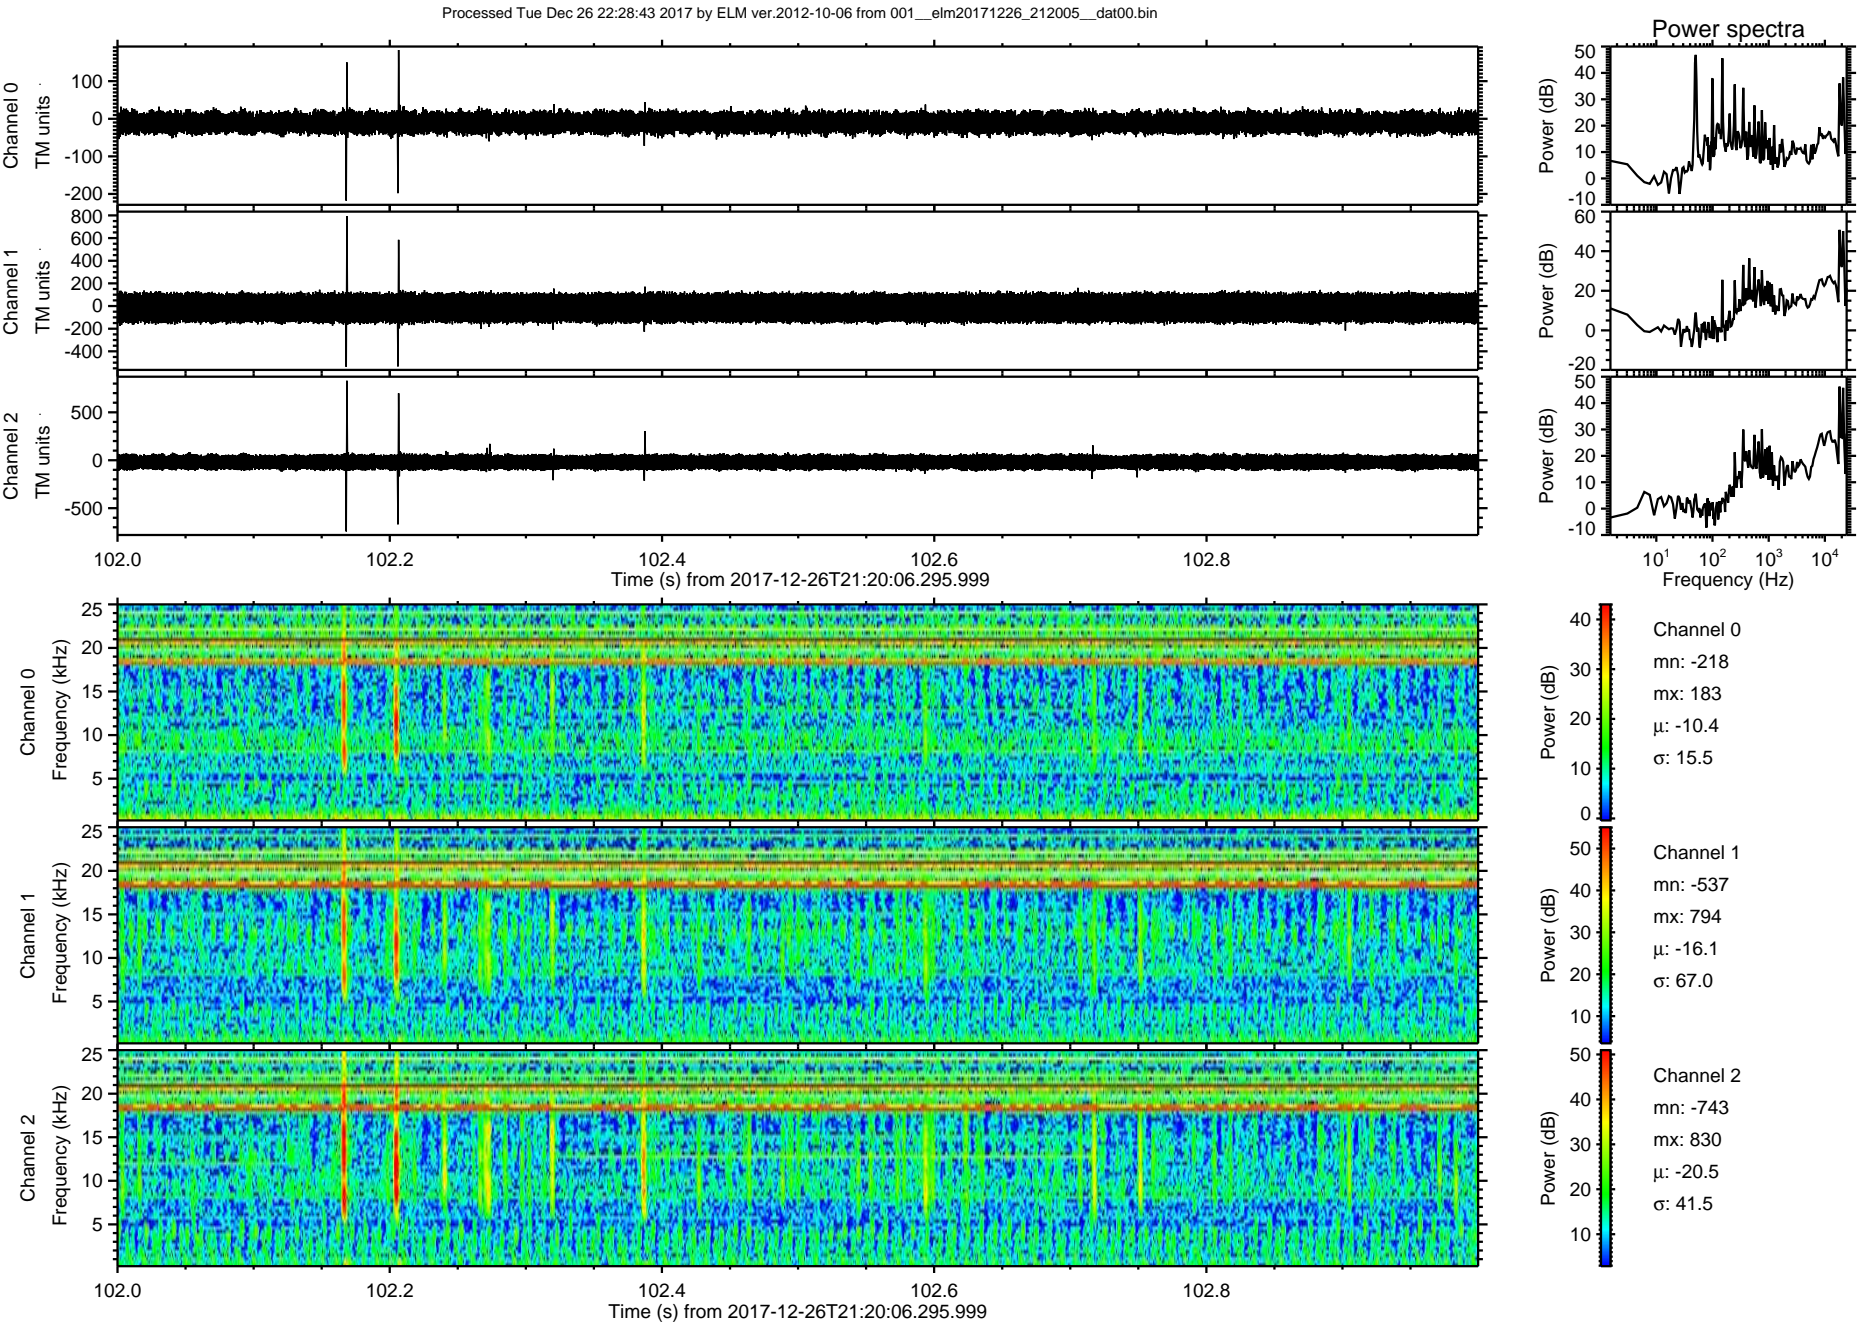 Processed Tue Dec 26 22:28:43 2017 by ELM ver.2012-10-06 from 001__elm20171226_212005__dat00.bin
Power spectra
Channel 0
TM units
100
0
-100
-200
Power (dB)
50
40
30
20
10
0
-10
Channel 1
TM units
800
600
400
200
0
-200
-400
Power (dB)
60
40
20
0
-20
Channel 2
TM units
500
0
-500
Power (dB)
50
40
30
20
10
0
-10
102.0 102.2 102.4 102.6 102.8
Time (s) from 2017-12-26T21:20:06.295.999
10¹ 10² 10³ 10⁴
Frequency (Hz)
Channel 0
Frequency (kHz)
25
20
15
10
5
Power (dB)
40
30
20
10
0
Channel 0
mn: -218
mx: 183
μ: -10.4
σ: 15.5
Channel 1
Frequency (kHz)
25
20
15
10
5
Power (dB)
50
40
30
20
10
Channel 1
mn: -537
mx: 794
μ: -16.1
σ: 67.0
Channel 2
Frequency (kHz)
25
20
15
10
5
Power (dB)
50
40
30
20
10
Channel 2
mn: -743
mx: 830
μ: -20.5
σ: 41.5
102.0 102.2 102.4 102.6 102.8
Time (s) from 2017-12-26T21:20:06.295.999